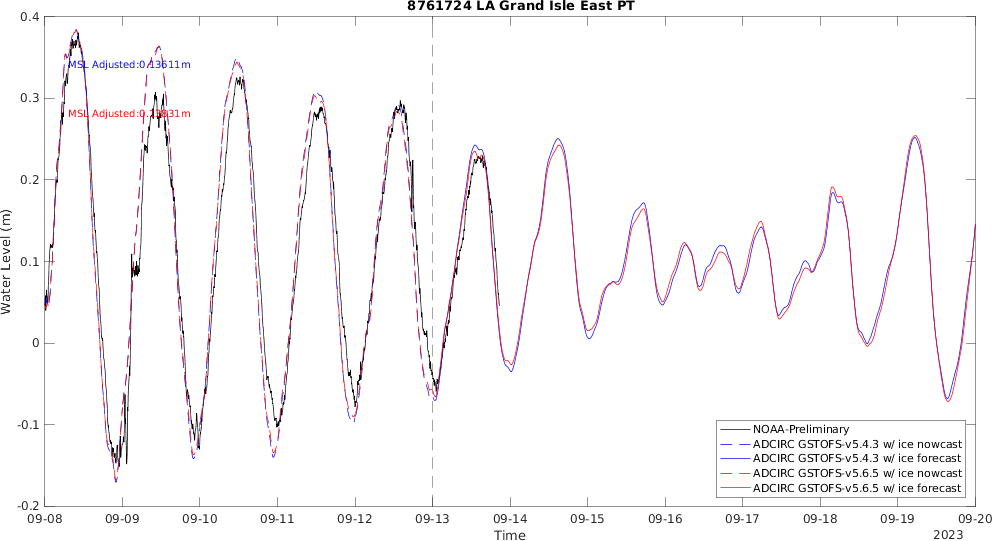 8761724 LA Grand Isle East PT
0.4
0.3
0.2
0.1
0
-0.1
-0.2
Water Level (m)
MSL Adjusted:0.13611m
MSL Adjusted: m
NOAA-Preliminary
ADCIRC GSTOFS-v5.4.3 w/ ice nowcast
ADCIRC GSTOFS-v5.4.3 w/ ice forecast
ADCIRC GSTOFS-v5.6.5 w/ ice nowcast
ADCIRC GSTOFS-v5.6.5 w/ ice forecast
09-08 09-09 09-10 09-11 09-12 09-13 09-14 09-15 09-16 09-17 09-18 09-19 09-20
Time
2023